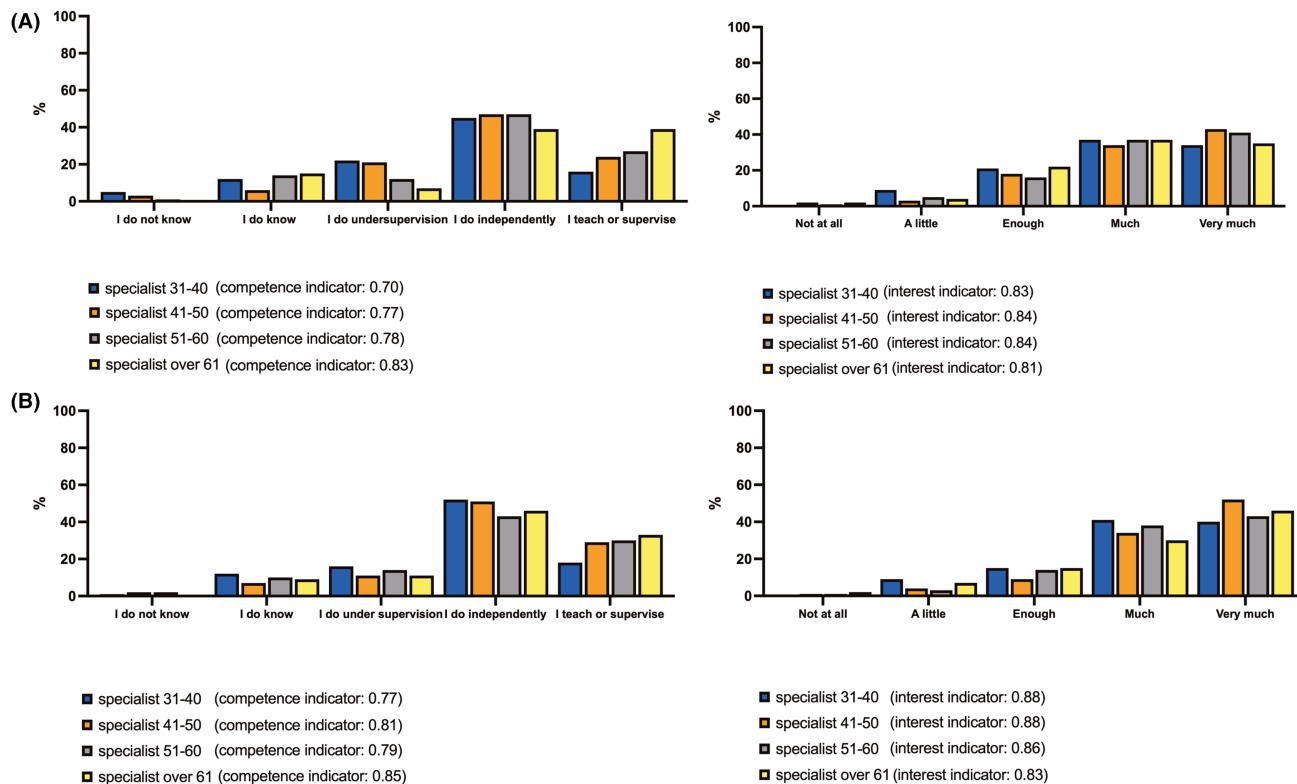 (A)
100
80
60
40
20
0
%
I do not know I do know I do undersupervision I do independently I teach or supervise
specialist 31-40 (competence indicator: 0.70)
specialist 41-50 (competence indicator: 0.77)
specialist 51-60 (competence indicator: 0.78)
specialist over 61 (competence indicator: 0.83)
100
80
60
40
20
0
%
Not at all A little Enough Much Very much
specialist 31-40 (interest indicator: 0.83)
specialist 41-50 (interest indicator: 0.84)
specialist 51-60 (interest indicator: 0.84)
specialist over 61 (interest indicator: 0.81)
(B)
100
80
60
40
20
0
%
I do not know I do know I do under supervision I do independently I teach or supervise
specialist 31-40 (competence indicator: 0.77)
specialist 41-50 (competence indicator: 0.81)
specialist 51-60 (competence indicator: 0.79)
specialist over 61 (competence indicator: 0.85)
100
80
60
40
20
0
%
Not at all A little Enough Much Very much
specialist 31-40 (interest indicator: 0.88)
specialist 41-50 (interest indicator: 0.88)
specialist 51-60 (interest indicator: 0.86)
specialist over 61 (interest indicator: 0.83)